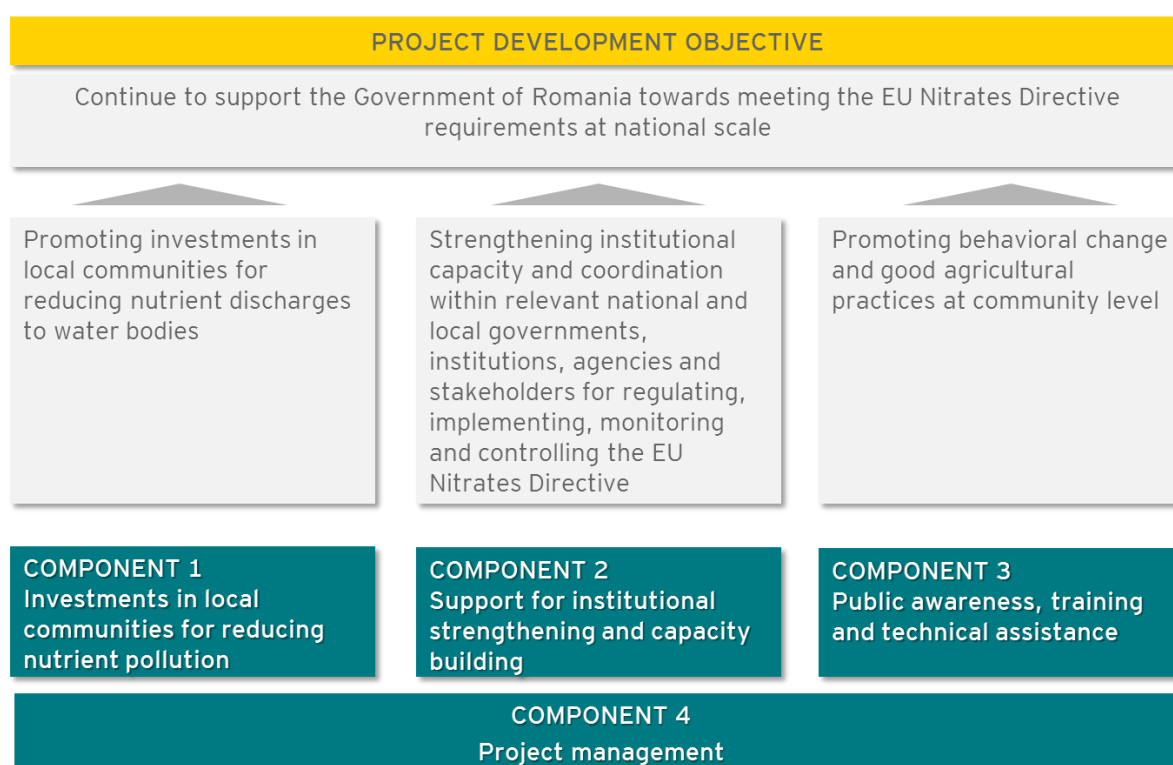 PROJECT DEVELOPMENT OBJECTIVE
Continue to support the Government of Romania towards meeting the EU Nitrates Directive
requirements at national scale
Promoting investments in
local communities for
reducing nutrient discharges
to water bodies
Strengthening institutional
capacity and coordination
within relevant national and
local governments,
institutions, agencies and
stakeholders for regulating,
implementing, monitoring
and controlling the EU
Nitrates Directive
Promoting behavioral change
and good agricultural
practices at community level
COMPONENT 1
Investments in local
communities for reducing
nutrient pollution
COMPONENT 2
Support for institutional
strengthening and capacity
building
COMPONENT 3
Public awareness, training
and technical assistance
COMPONENT 4
Project management